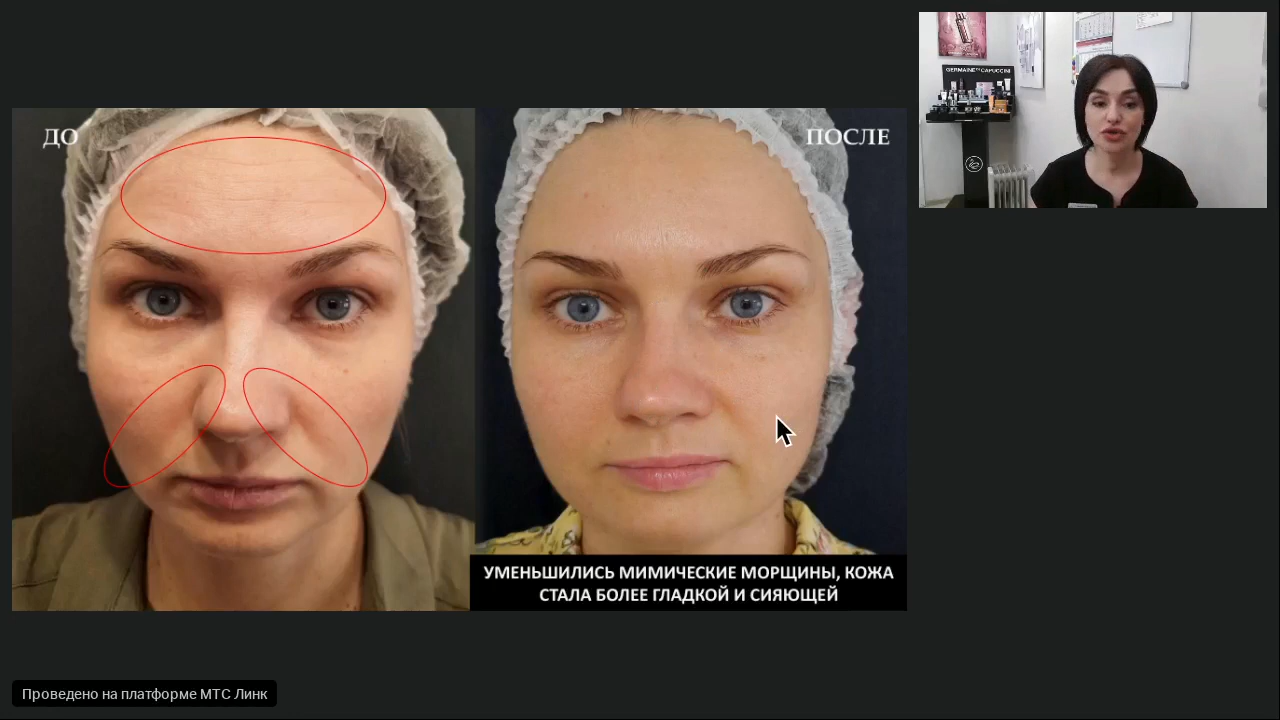 ДО
ПОСЛЕ
УМЕНЬШИЛИСЬ МИМИЧЕСКИЕ МОРЩИНЫ, КОЖА
СТАЛА БОЛЕЕ ГЛАДКОЙ И СИЯЮЩЕЙ
GERMAINE DE CAPUCCINI
Проведено на платформе МТС Линк